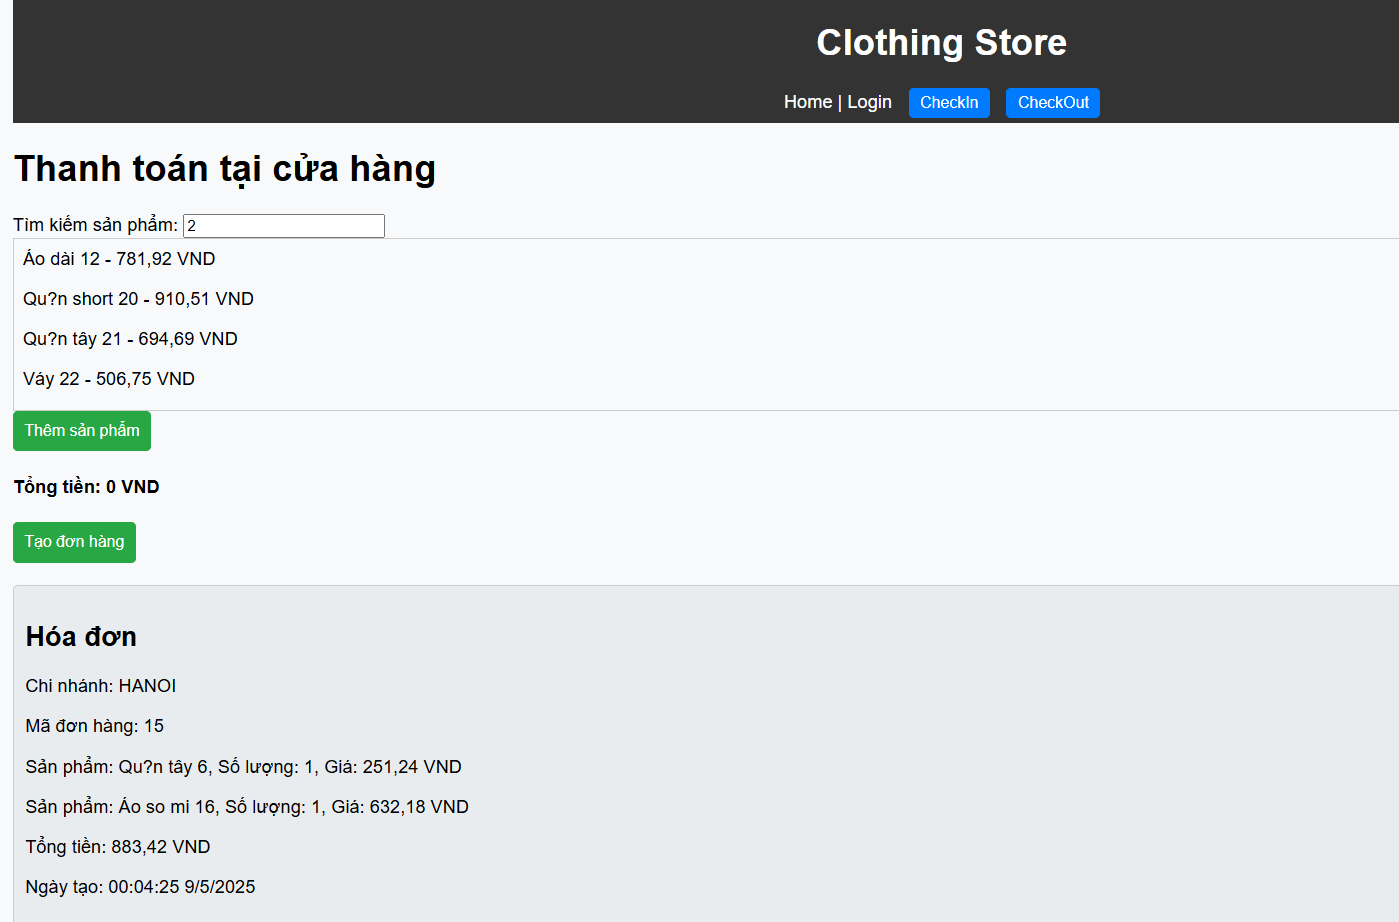 Clothing Store
Home | Login CheckIn CheckOut
Thanh toán tại cửa hàng
Tìm kiếm sản phẩm: 2
Áo dài 12 - 781,92 VND
Qu?n short 20 - 910,51 VND
Qu?n tây 21 - 694,69 VND
Váy 22 - 506,75 VND
Thêm sản phẩm
Tổng tiền: 0 VND
Tạo đơn hàng
Hóa đơn
Chi nhánh: HANOI
Mã đơn hàng: 15
Sản phẩm: Qu?n tây 6, Số lượng: 1, Giá: 251,24 VND
Sản phẩm: Áo so mi 16, Số lượng: 1, Giá: 632,18 VND
Tổng tiền: 883,42 VND
Ngày tạo: 00:04:25 9/5/2025